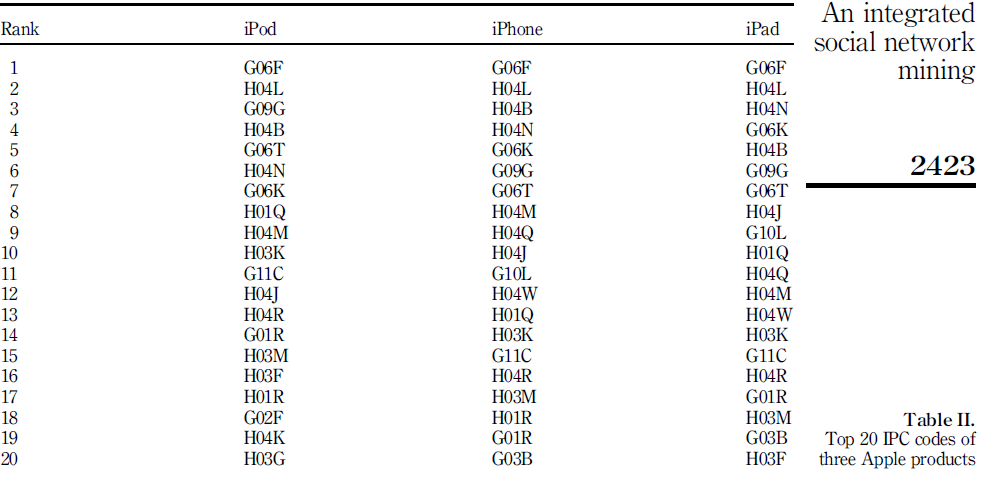 Rank iPod iPhone iPad
1 G06F G06F G06F
2 H04L H04L H04L
3 G09G H04B H04N
4 H04B H04N G06K
5 G06T G06K H04B
6 H04N G09G G09G
7 G06K G06T G06T
8 H01Q H04M H04J
9 H04M H04Q G10L
10 H03K H04J H01Q
11 G11C G10L H04Q
12 H04J H04W H04M
13 H04R H01Q H04W
14 G01R H03K H03K
15 H03M G11C G11C
16 H03F H04R H04R
17 H01R H03M G01R
18 G02F H01R H03M
19 H04K G01R G03B
20 H03G G03B H03F
An integrated
social network
mining
2423
Table II.
Top 20 IPC codes of
three Apple products